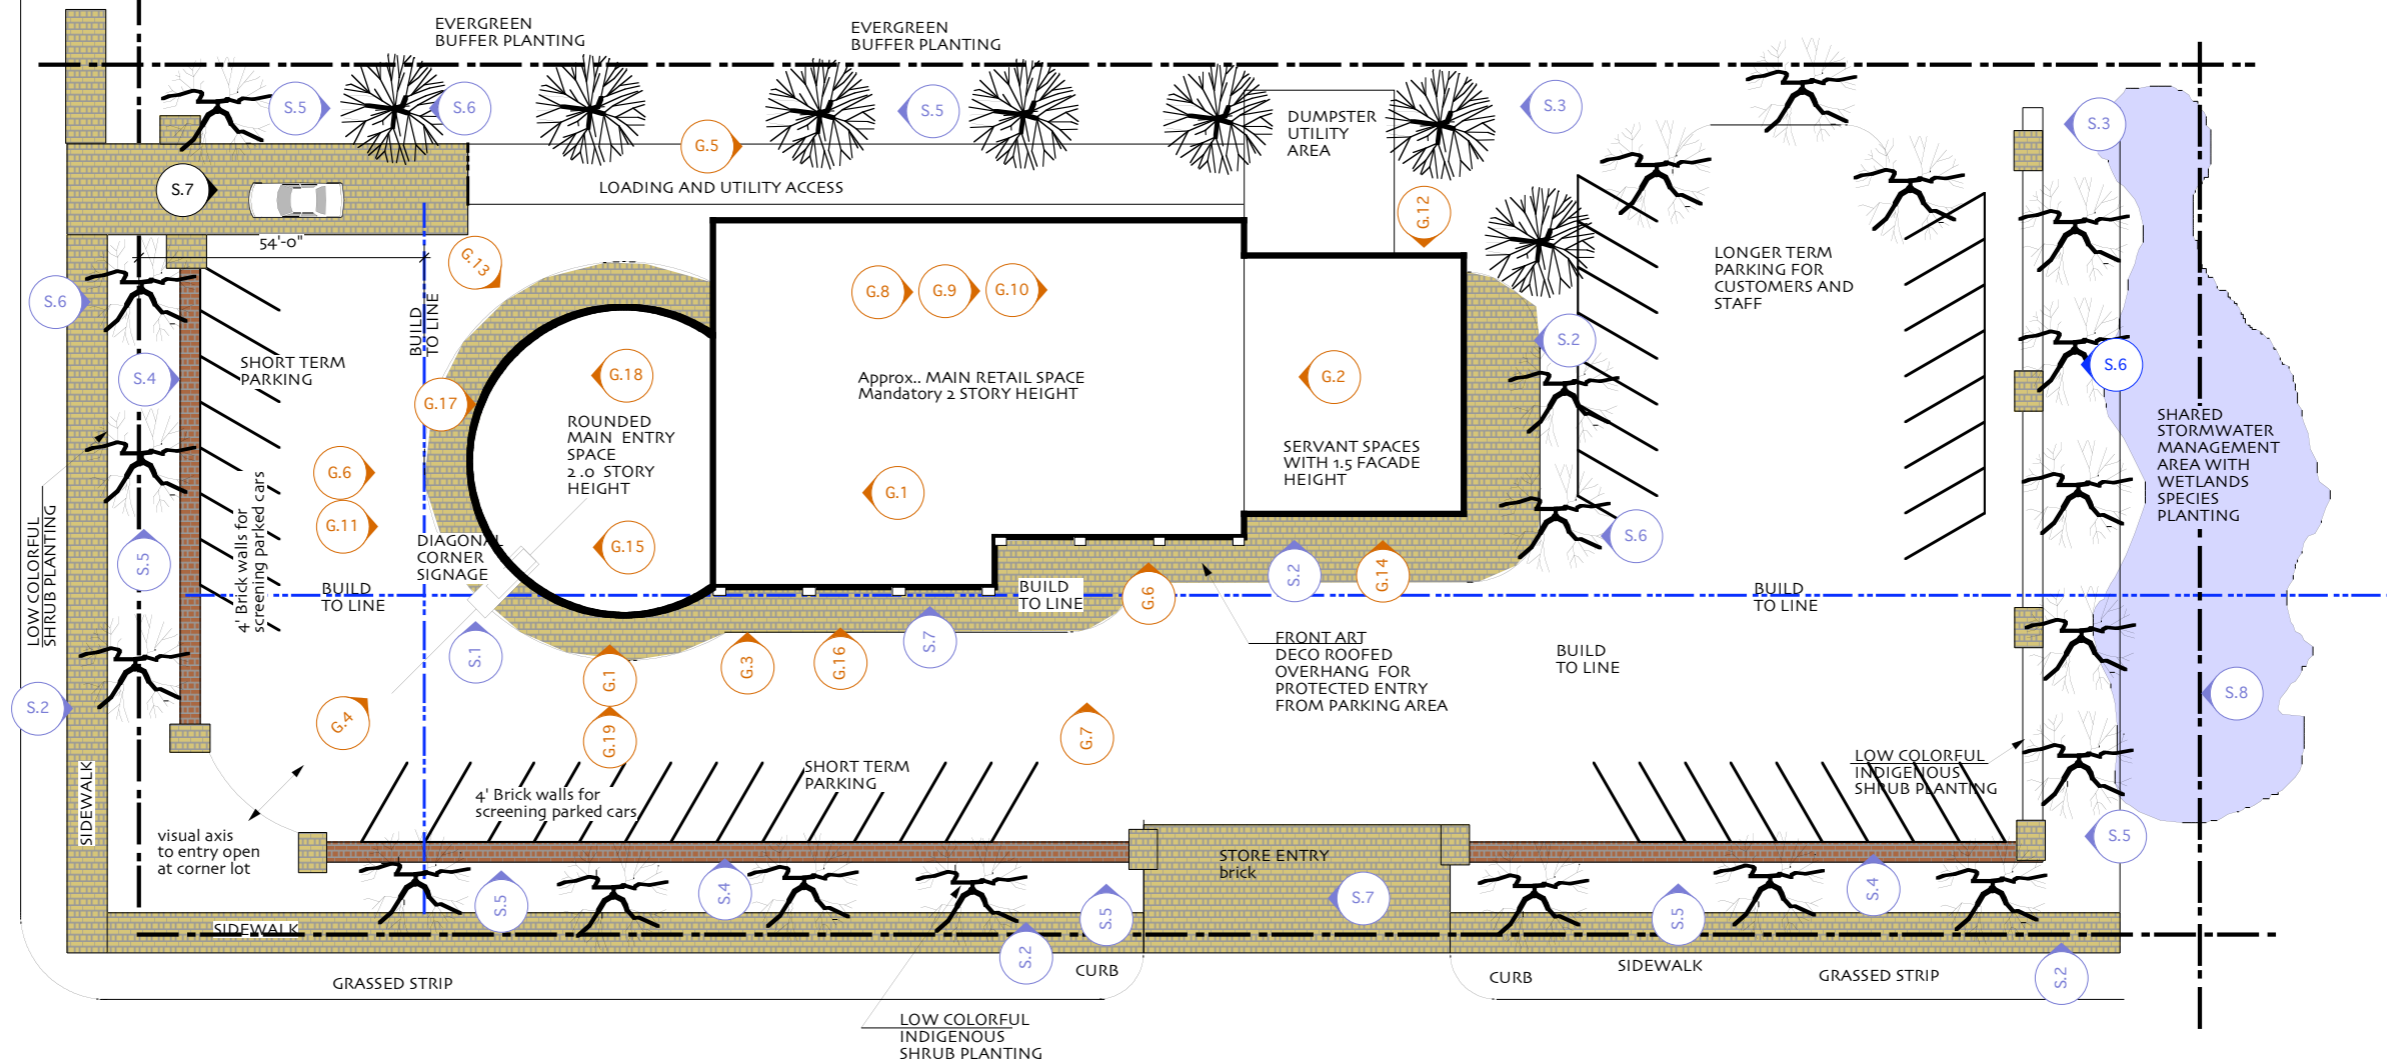 EVERGREEN
BUFFER PLANTING
EVERGREEN
BUFFER PLANTING
S.5
S.6
S.5
S.3
S.3
G.5
DUMPSTER
UTILITY
AREA
S.7
LOADING AND UTILITY ACCESS
G.12
54'-0"
G.13
S.6
BUILD
TO LINE
G.8
G.9
G.10
LONGER TERM
PARKING FOR
CUSTOMERS AND
STAFF
S.2
SHORT TERM
PARKING
S.4
G.18
G.17
Approx.. MAIN RETAIL SPACE
Mandatory 2 STORY HEIGHT
G.2
S.6
ROUNDED
MAIN ENTRY
SPACE
2.0 STORY
HEIGHT
SERVANT SPACES
WITH 1.5 FACADE
HEIGHT
SHARED
STORMWATER
MANAGEMENT
AREA WITH
WETLANDS
SPECIES
PLANTING
G.6
G.11
G.1
LOW COLORFUL
SHRUB PLANTING
4' Brick walls for
screening parked cars
S.5
DIAGONAL
CORNER
SIGNAGE
G.15
S.6
BUILD
TO LINE
BUILD
TO LINE
G.6
S.2
G.14
BUILD
TO LINE
S.1
G.1
G.3
G.16
S.7
FRONT ART
DECO ROOFED
OVERHANG FOR
PROTECTED ENTRY
FROM PARKING AREA
BUILD
TO LINE
S.2
G.4
G.19
G.7
S.8
SIDEWALK
SHORT TERM
PARKING
4' Brick walls for
screening parked cars
LOW COLORFUL
INDIGENOUS
SHRUB PLANTING
visual axis
to entry open
at corner lot
STORE ENTRY
brick
S.5
S.5
S.4
S.5
S.7
S.5
S.4
SIDEWALK
S.2
CURB
CURB
SIDEWALK
GRASSED STRIP
S.2
GRASSED STRIP
LOW COLORFUL
INDIGENOUS
SHRUB PLANTING